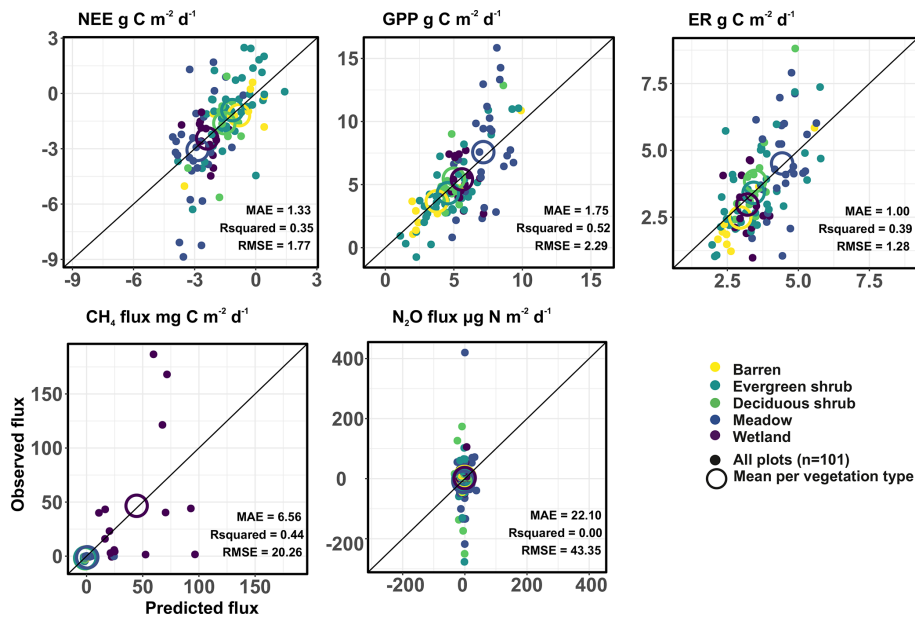 NEE g C m⁻² d⁻¹
3
0
-3
-6
-9
MAE = 1.33
Rsquared = 0.35
RMSE = 1.77
-9
-6
-3
0
3
GPP g C m⁻² d⁻¹
15
10
5
0
MAE = 1.75
Rsquared = 0.52
RMSE = 2.29
0
5
10
15
ER g C m⁻² d⁻¹
7.5
5.0
2.5
MAE = 1.00
Rsquared = 0.39
RMSE = 1.28
2.5
5.0
7.5
CH₄ flux mg C m⁻² d⁻¹
Observed flux
150
100
50
0
MAE = 6.56
Rsquared = 0.44
RMSE = 20.26
0
50
100
150
Predicted flux
N₂O flux µg N m⁻² d⁻¹
400
200
0
-200
MAE = 22.10
Rsquared = 0.00
RMSE = 43.35
-200
0
200
400
Barren
Evergreen shrub
Deciduous shrub
Meadow
Wetland
All plots (n=101)
Mean per vegetation type